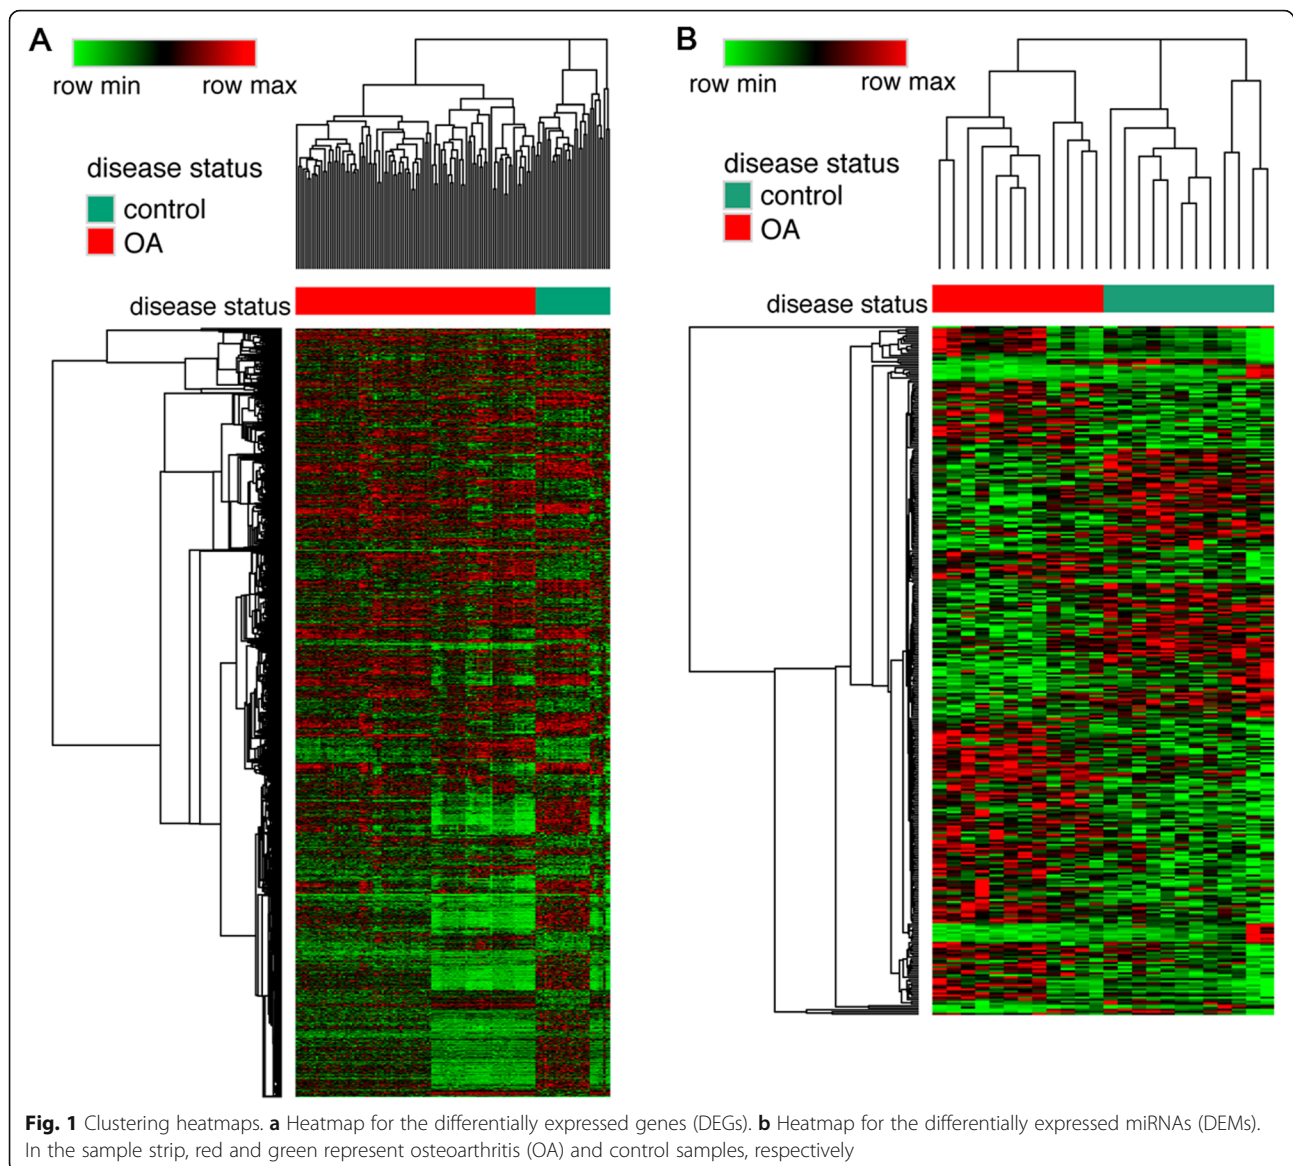 A
row min
row max
disease status
control
OA
disease status
B
row min
row max
disease status
control
OA
disease status
Fig. 1 Clustering heatmaps. a Heatmap for the differentially expressed genes (DEGs). b Heatmap for the differentially expressed miRNAs (DEMs).
In the sample strip, red and green represent osteoarthritis (OA) and control samples, respectively